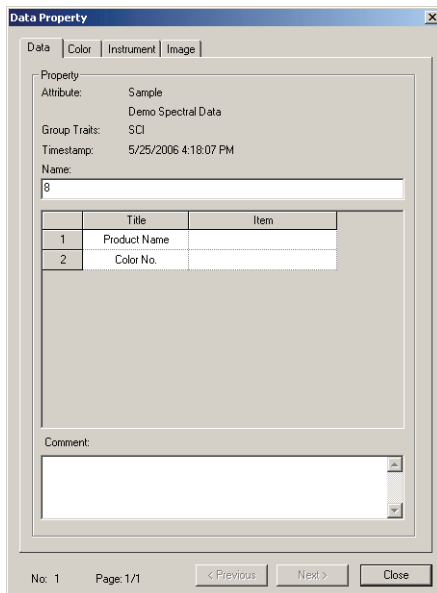 Data Property
Data Color Instrument Image
Property
Attribute: Sample
Demo Spectral Data
Group Traits: SCI
Timestamp: 5/25/2006 4:18:07 PM
Name:
8
Title Item
1 Product Name
2 Color No.
Comment:
No: 1 Page: 1/1 < Previous Next > Close